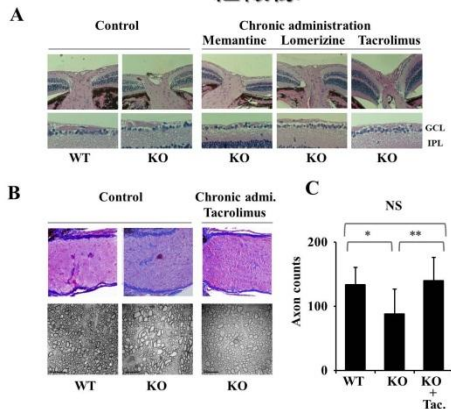 A
Control
Chronic administration
Memantine Lomerizine Tacrolimus
GCL
IPL
WT KO KO KO KO
B
Control
Chronic admi.
Tacrolimus
WT KO KO
C
NS
* **
Axon counts
200
100
0
WT KO KO
+
Tac.